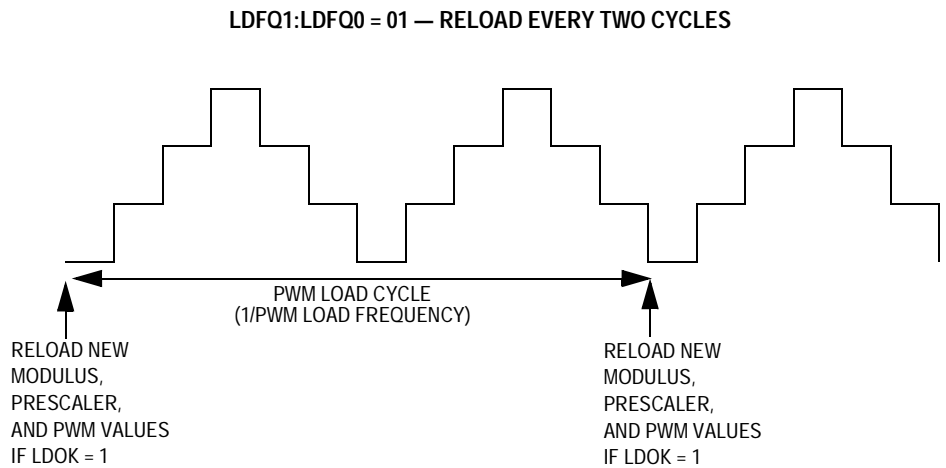 LDFQ1:LDFQ0 = 01 — RELOAD EVERY TWO CYCLES
PWM LOAD CYCLE
(1/PWM LOAD FREQUENCY)
RELOAD NEW
MODULUS,
PRESCALER,
AND PWM VALUES
IF LDOK = 1
RELOAD NEW
MODULUS,
PRESCALER,
AND PWM VALUES
IF LDOK = 1